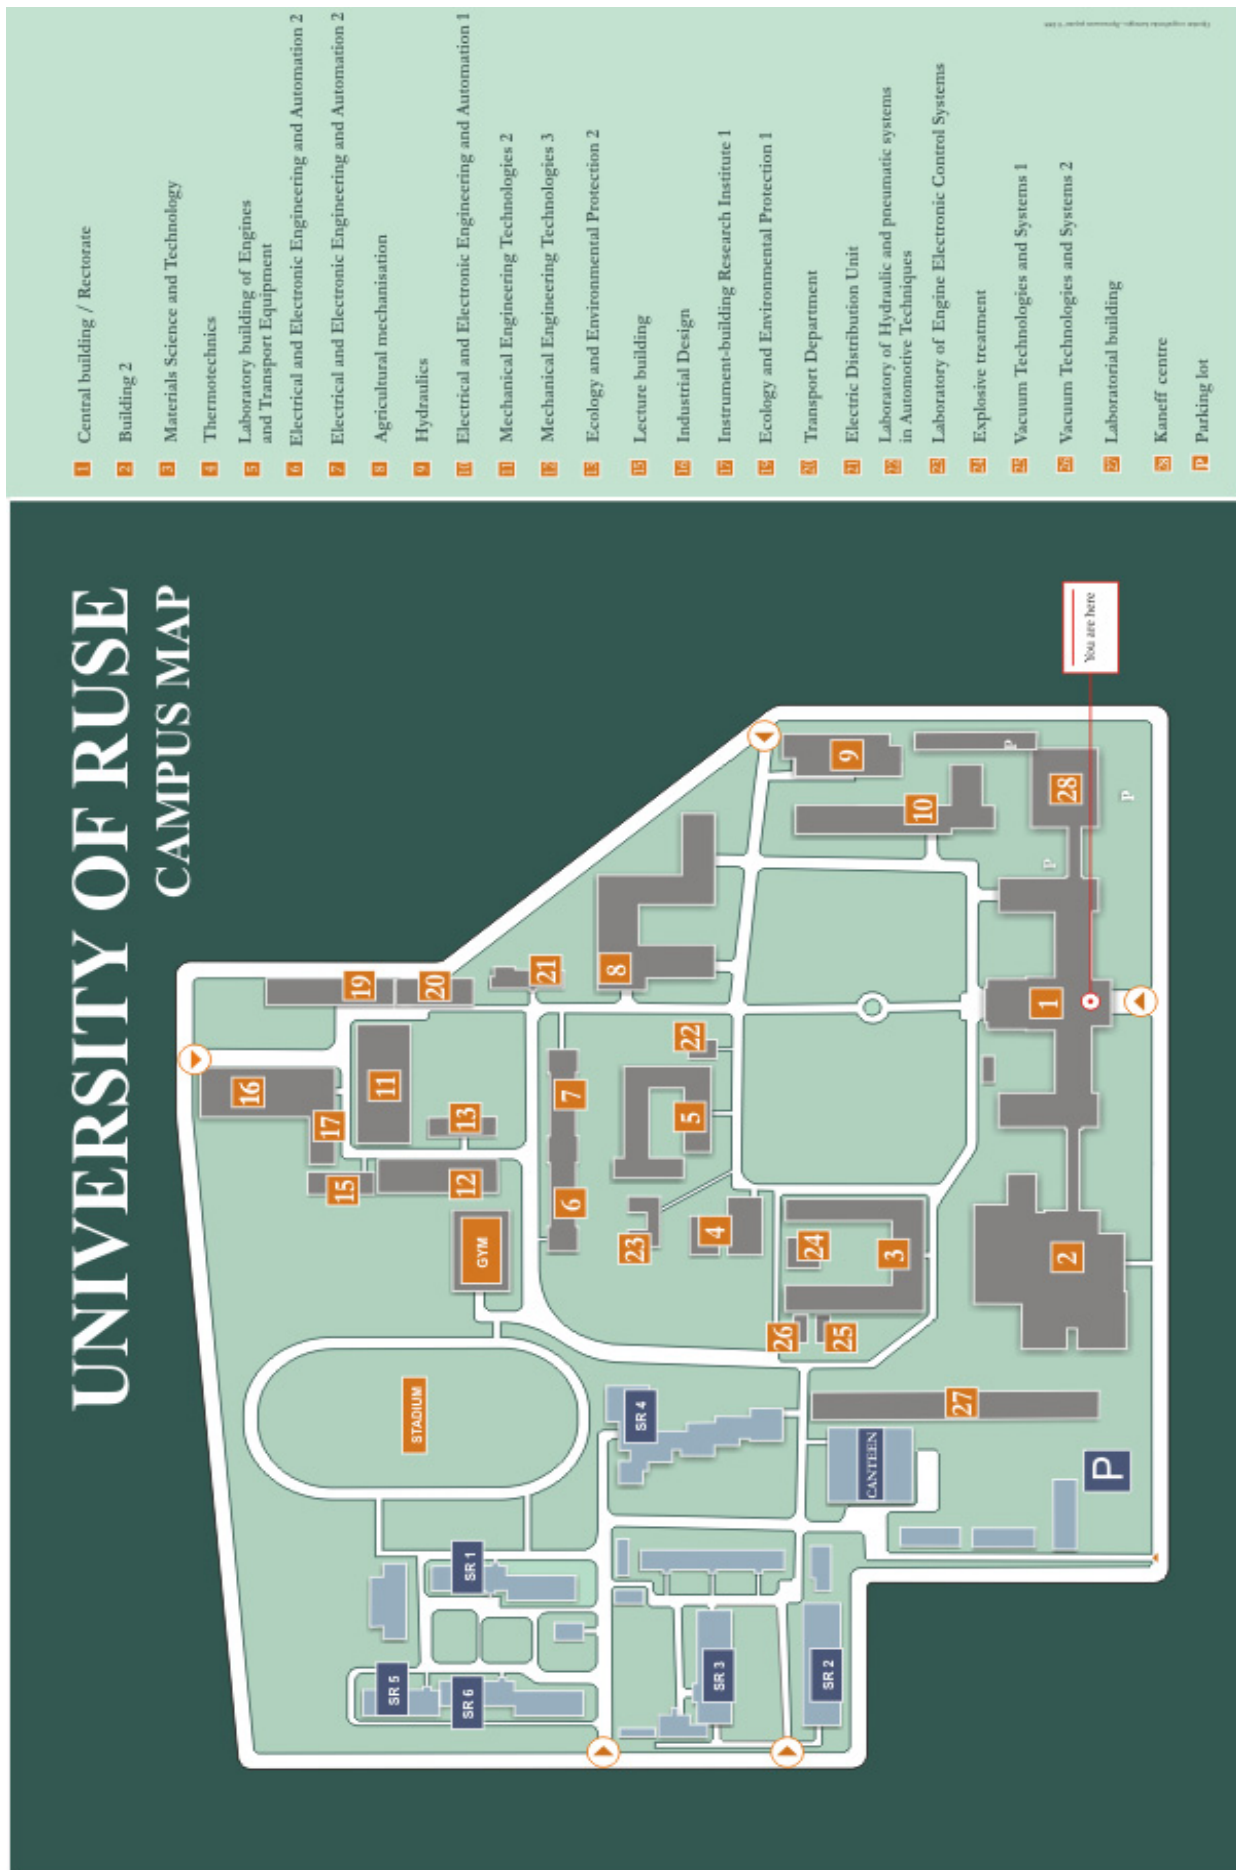 UNIVERSITY OF RUSE
CAMPUS MAP
STADIUM
GYM
SR 5
SR 6
SR 1
SR 3
SR 2
SR 4
CANTEEN
P
16
19
17
11
20
15
13
12
21
7
6
8
23
5
22
4
9
24
26
25
3
10
27
1
28
2
P
P
P
You are here
1 Central building / Rectorate
2 Building 2
3 Materials Science and Technology
4 Thermotechnics
5 Laboratory building of Engines
and Transport Equipment
6 Electrical and Electronic Engineering and Automation 2
7 Electrical and Electronic Engineering and Automation 2
8 Agricultural mechanisation
9 Hydraulics
10 Electrical and Electronic Engineering and Automation 1
11 Mechanical Engineering Technologies 2
12 Mechanical Engineering Technologies 3
13 Ecology and Environmental Protection 2
15 Lecture building
16 Industrial Design
17 Instrument-building Research Institute 1
19 Ecology and Environmental Protection 1
20 Transport Department
21 Electric Distribution Unit
22 Laboratory of Hydraulic and pneumatic systems
in Automotive Techniques
23 Laboratory of Engine Electronic Control Systems
24 Explosive treatment
25 Vacuum Technologies and Systems 1
26 Vacuum Technologies and Systems 2
27 Laboratorial building
28 Kaneff centre
P Parking lot